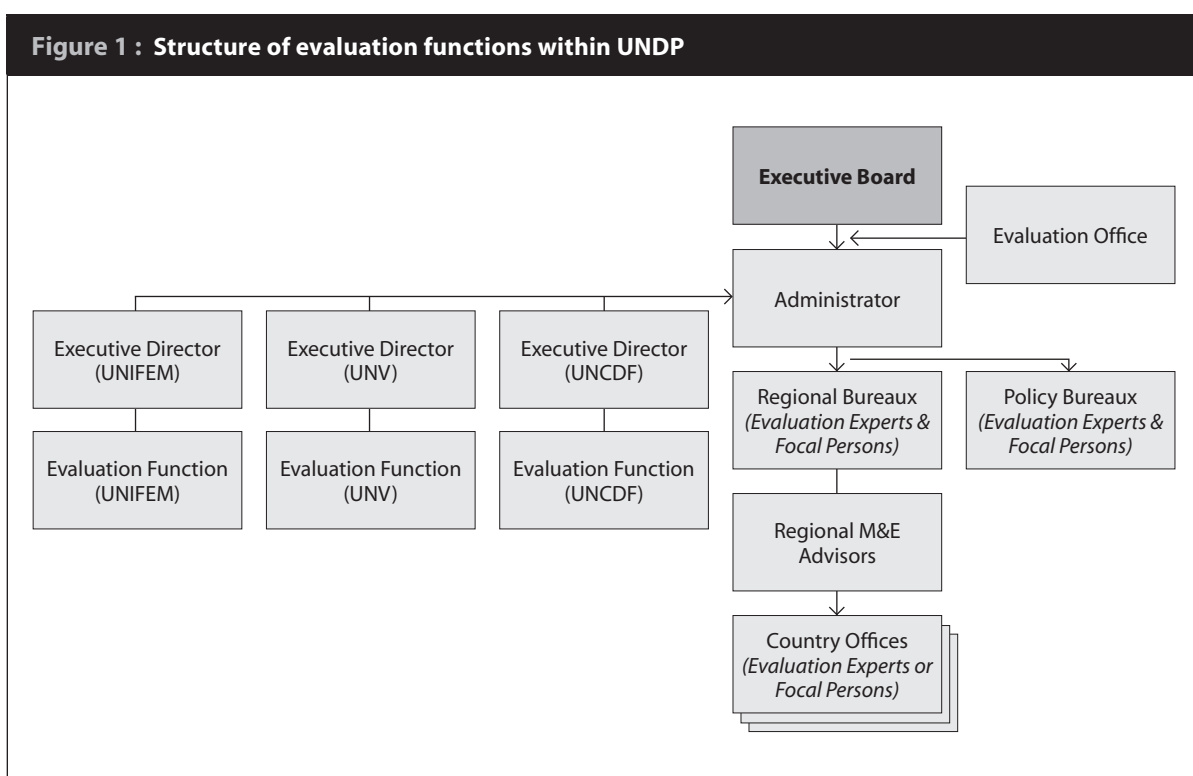 Figure 1 : Structure of evaluation functions within UNDP
Executive Board
Evaluation Office
Administrator
Executive Director
(UNIFEM)
Executive Director
(UNV)
Executive Director
(UNCDF)
Regional Bureaux
(Evaluation Experts &
Focal Persons)
Policy Bureaux
(Evaluation Experts &
Focal Persons)
Evaluation Function
(UNIFEM)
Evaluation Function
(UNV)
Evaluation Function
(UNCDF)
Regional M&E
Advisors
Country Offices
(Evaluation Experts or
Focal Persons)